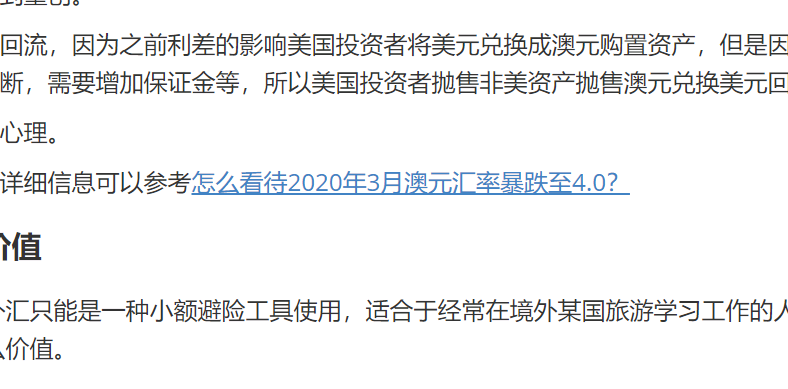 回流，因为之前利差的影响美国投资者将美元兑换成澳元购置资产，但是因
断，需要增加保证金等，所以美国投资者抛售非美资产抛售澳元兑换美元回
心理。
详细信息可以参考怎么看待2020年3月澳元汇率暴跌至4.0？
价值
外汇只能是一种小额避险工具使用，适合于经常在境外某国旅游学习工作的人
么价值。